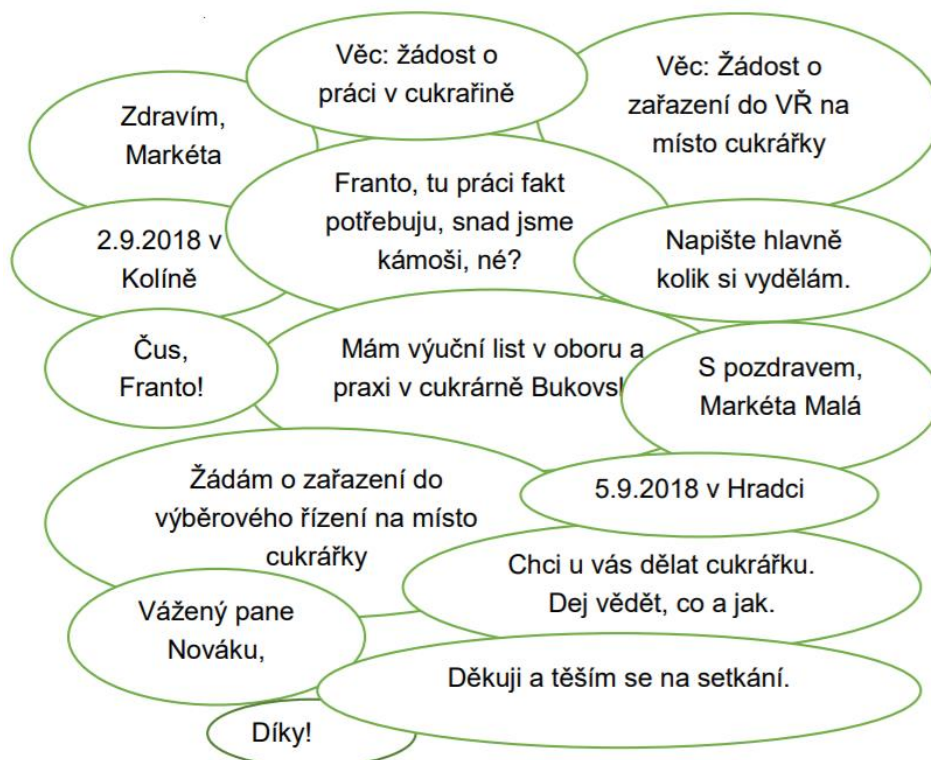 Věc: žádost o
práci v cukrařině
Věc: Žádost o
zařazení do VŘ na
místo cukrářky
Zdravím,
Markéta
Franto, tu práci fakt
potřebuju, snad jsme
kámoši, né?
2.9.2018 v
Kolíně
Napište hlavně
kolik si vydělám.
Čus,
Franto!
Mám výuční list v oboru a
praxi v cukrárně
S pozdravem,
Markéta Malá
Žádám o zařazení do
výběrového řízení na místo
cukrářky
5.9.2018 v Hradci
Chci u vás dělat cukrářku.
Dej vědět, co a jak.
Vážený pane
Nováku,
Děkuji a těším se na setkání.
Díky!